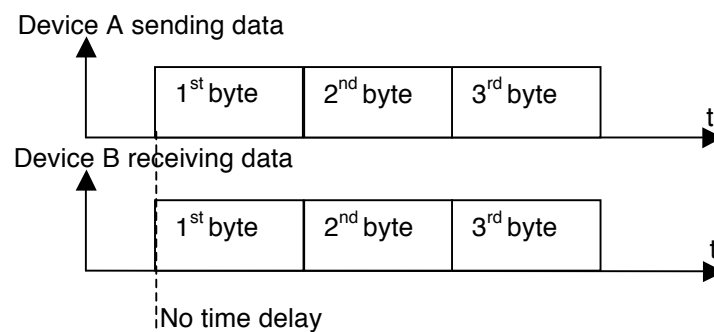 Device A sending data
1st byte 2nd byte 3rd byte
t
Device B receiving data
1st byte 2nd byte 3rd byte
t
No time delay